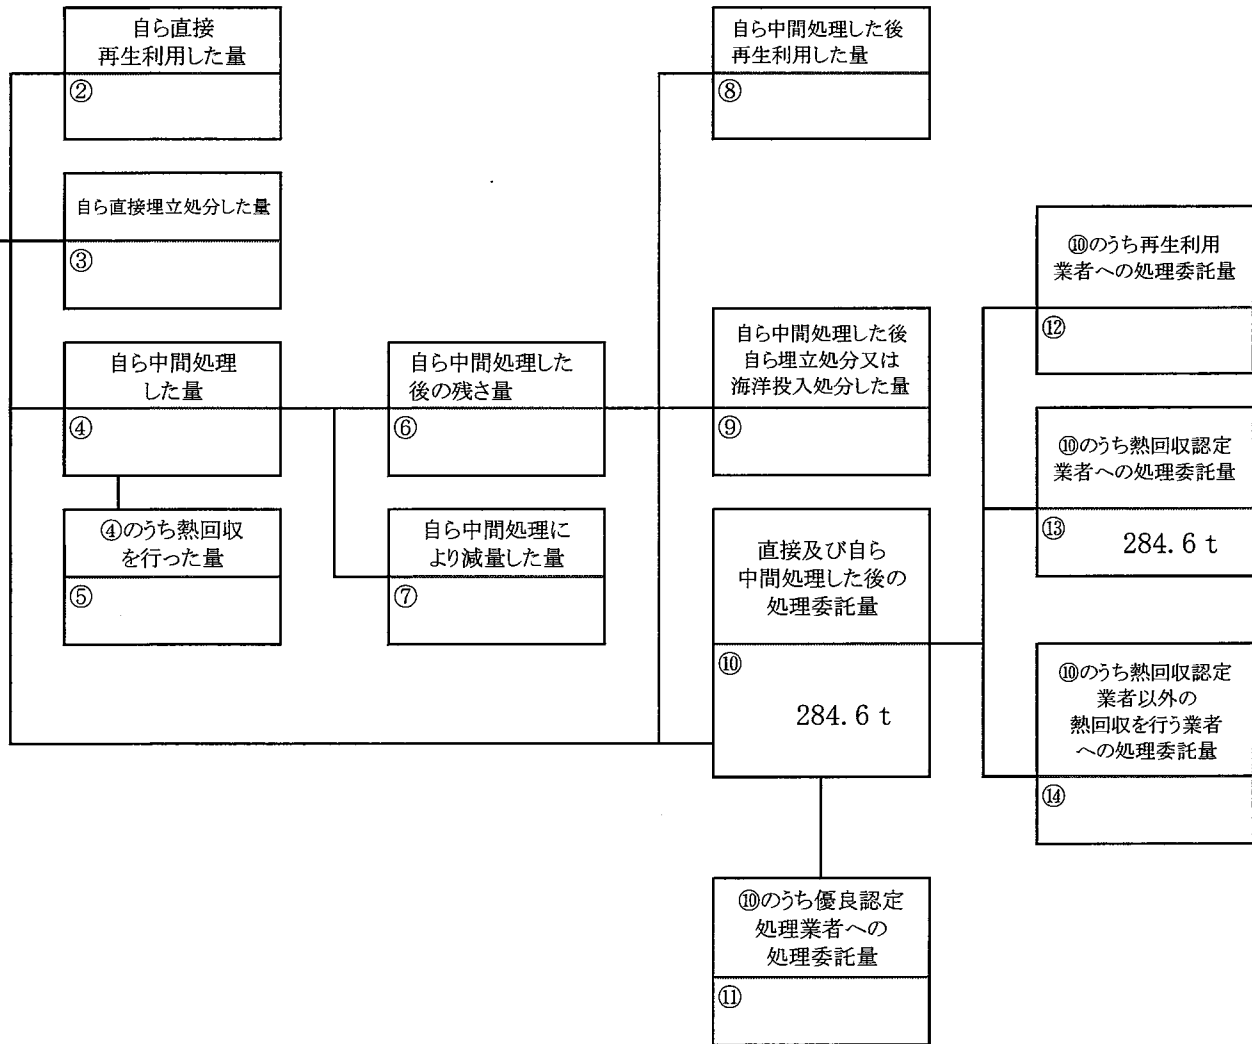 自ら直接
再生利用した量
②
自ら直接埋立処分した量
③
自ら中間処理
した量
④
④のうち熱回収
を行った量
⑤
自ら中間処理した
後の残さ量
⑥
自ら中間処理に
より減量した量
⑦
自ら中間処理した後
再生利用した量
⑧
自ら中間処理した後
自ら埋立処分又は
海洋投入処分した量
⑨
直接及び自ら
中間処理した後の
処理委託量
⑩
284.6 t
⑩のうち優良認定
処理業者への
処理委託量
⑪
⑩のうち再生利用
業者への処理委託量
⑫
⑩のうち熱回収認定
業者への処理委託量
⑬ 284.6 t
⑩のうち熱回収認定
業者以外の
熱回収を行う業者
への処理委託量
⑭